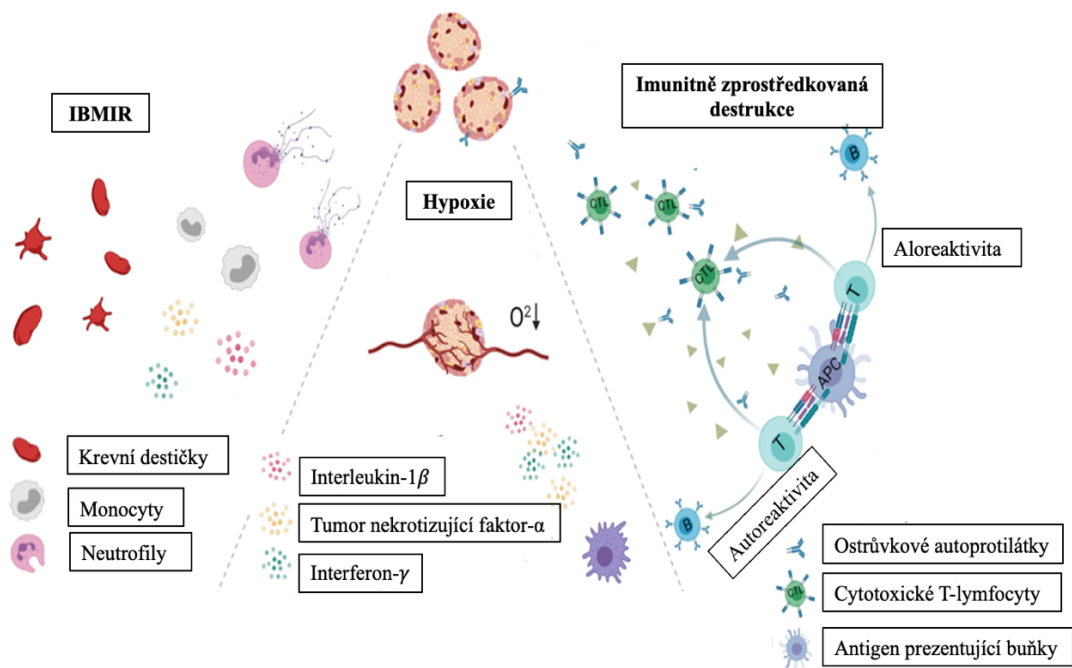 IBMIR
Hypoxie
Imunitně zprostředkovaná
destrukce
B
CTL
CTL
CTL
T
APC
T
B
Aloreaktivita
Autoreaktivita
O²↓
Krevní destičky
Monocyty
Neutrofily
Interleukin-1β
Tumor nekrotizující faktor-α
Interferon-γ
Ostrůvkové autoprotilátky
CTL
Cytotoxické T-lymfocyty
Antigen prezentující buňky